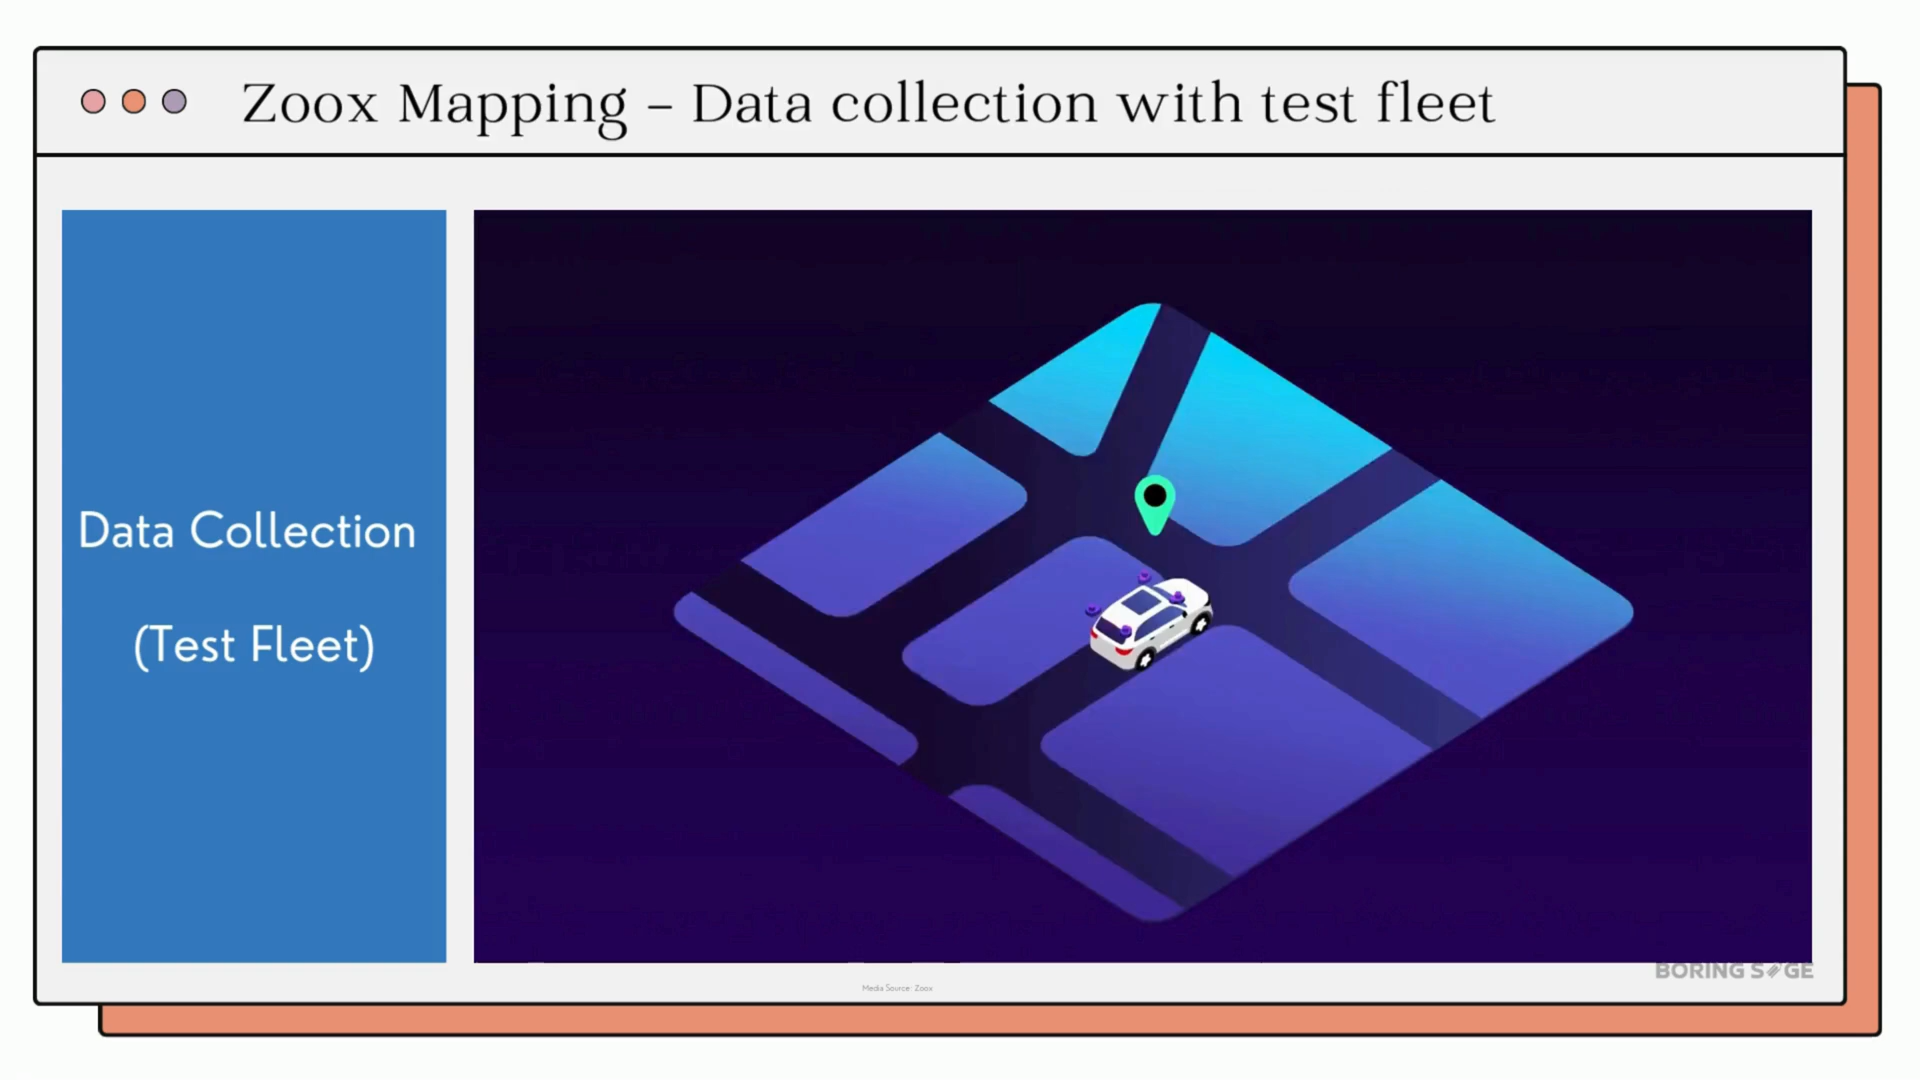 Zoox Mapping – Data collection with test fleet
Data Collection
(Test Fleet)
BORING SAGE
Media Source: Zoox